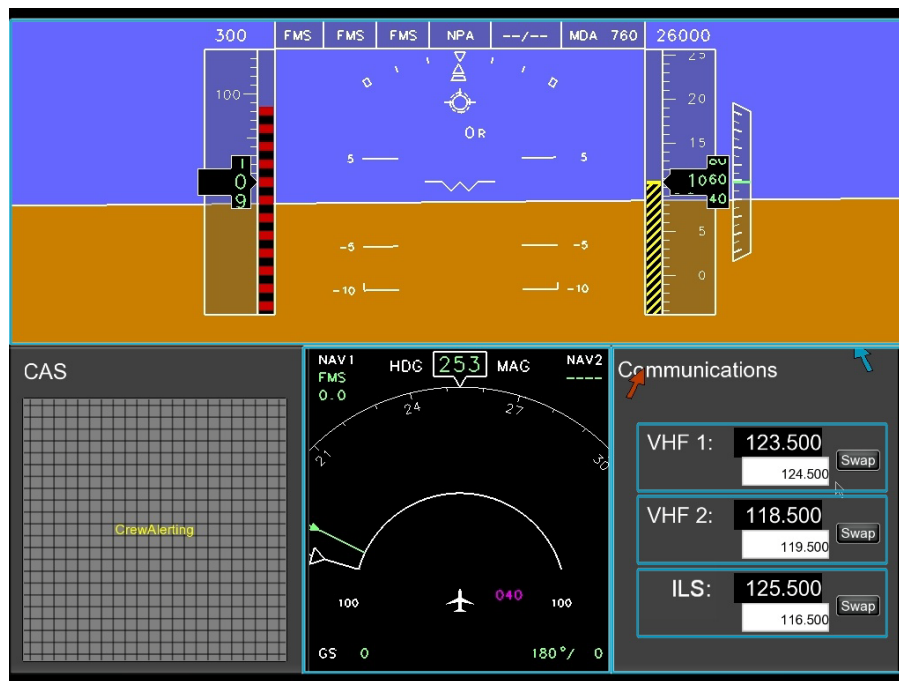 300 FMS FMS FMS NPA --/-- MDA 760 26000
100
20
15
0R
5 5
1
0
9
1060
40
-5 -5
5
-10 -10
0
CAS
CrewAlerting
NAV1 HDG 253 MAG NAV2
FMS ----
0.0
24 27
21 30
100 040 100
GS 0 180°/ 0
Communications
VHF 1: 123.500
124.500 Swap
VHF 2: 118.500
119.500 Swap
ILS: 125.500
116.500 Swap